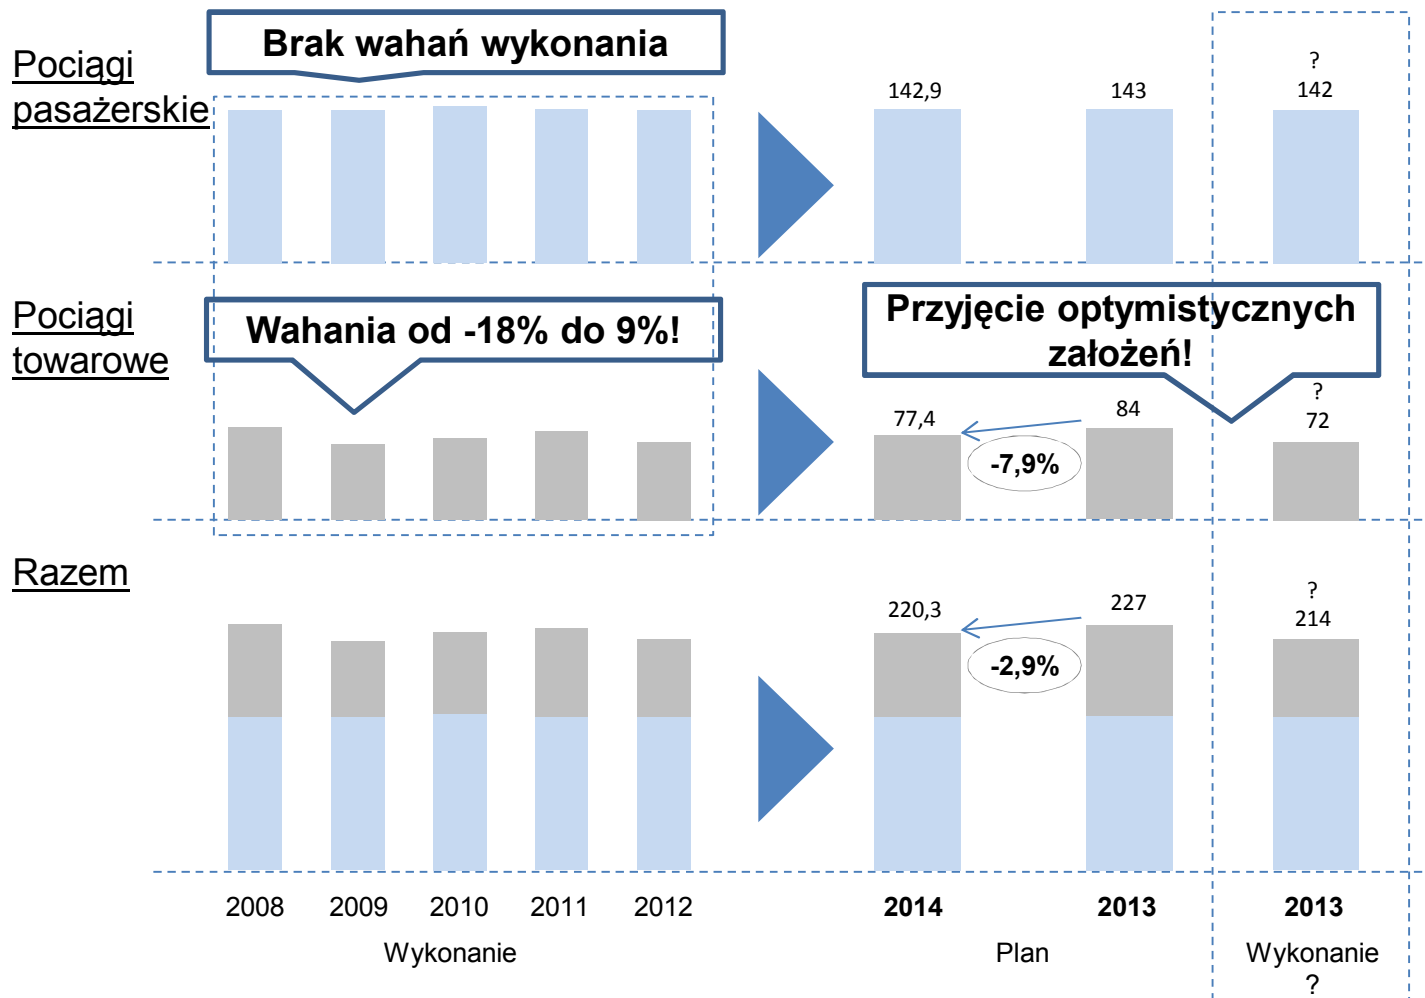 Pociągi
pasażerskie
Brak wahań wykonania
142,9
143
?
142
Pociągi
towarowe
Wahania od -18% do 9%!
Przyjęcie optymistycznych
założeń!
77,4
84
-7,9%
?
72
Razem
220,3
227
-2,9%
?
214
2008 2009 2010 2011 2012 2014 2013 2013
Wykonanie Plan Wykonanie
?